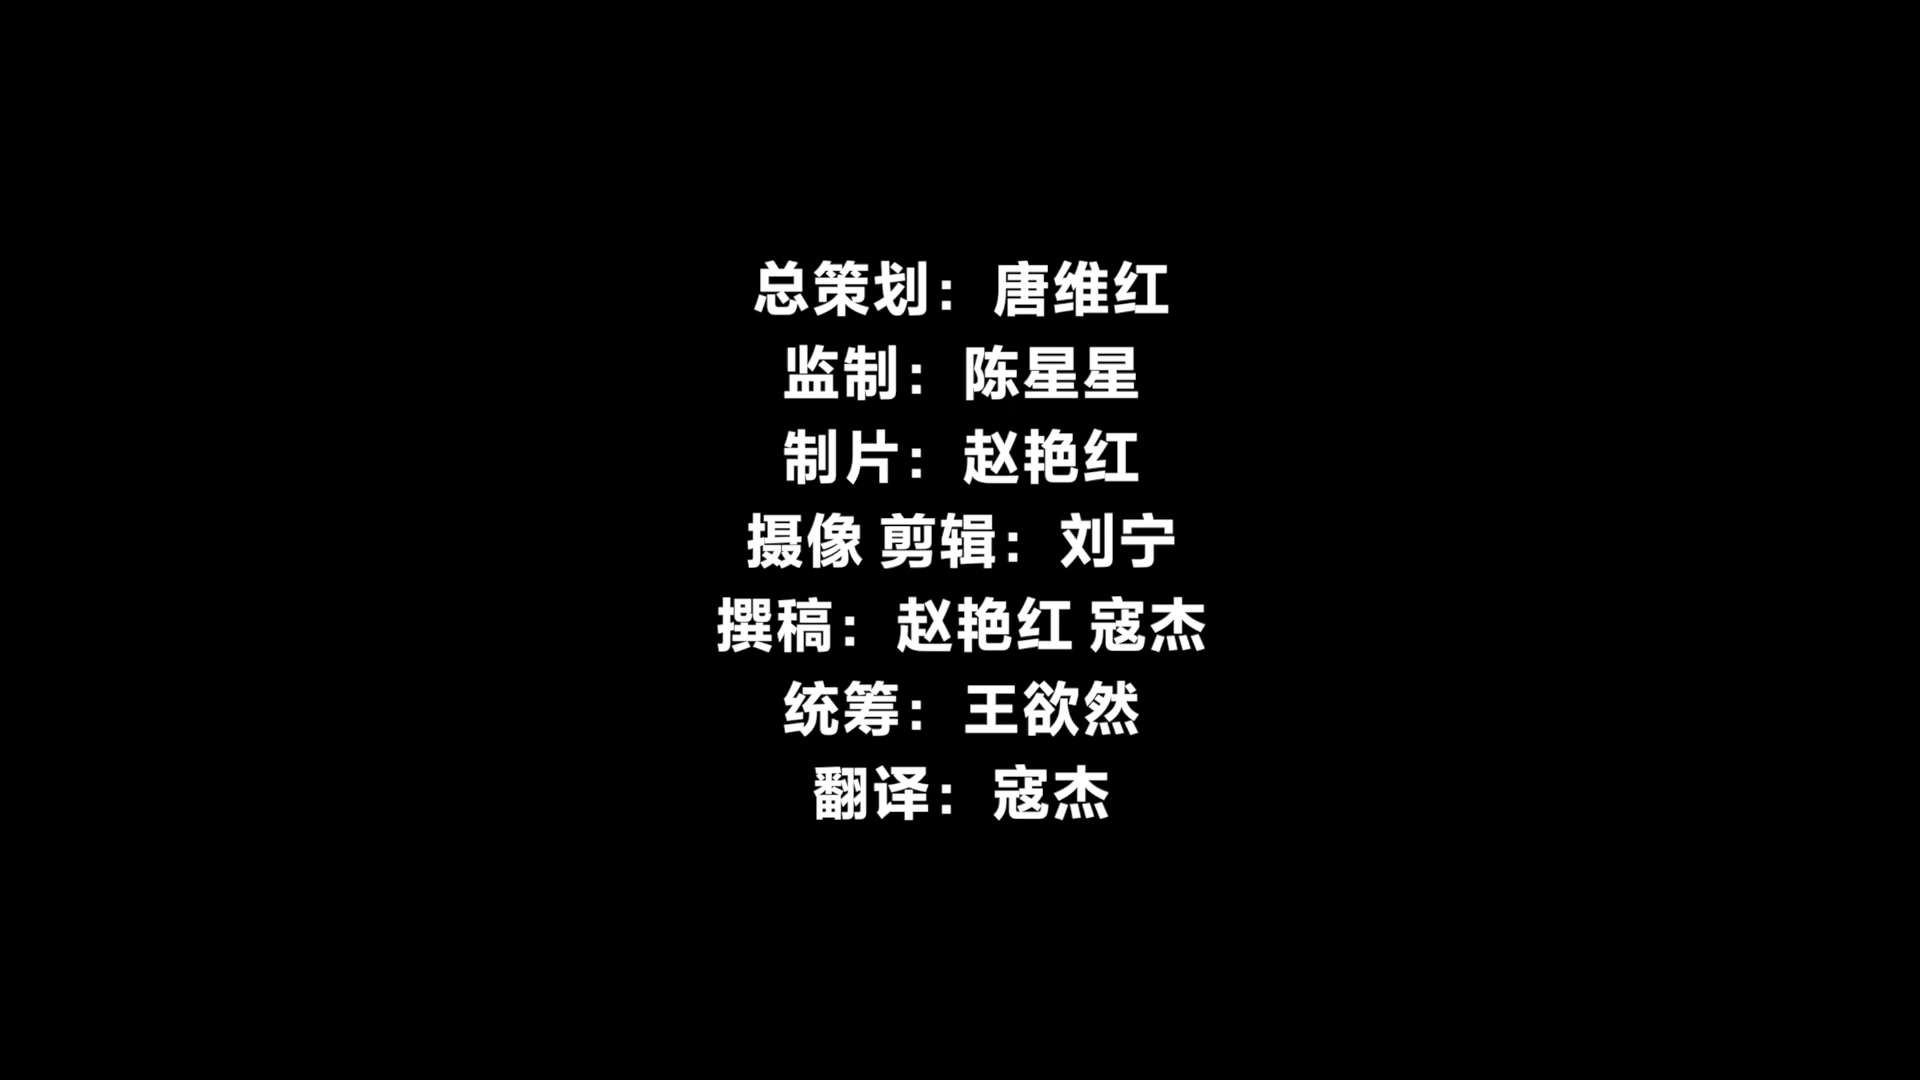 总策划：唐维红
监制：陈星星
制片：赵艳红
摄像 剪辑：刘宁
撰稿：赵艳红 寇杰
统筹：王欲然
翻译：寇杰